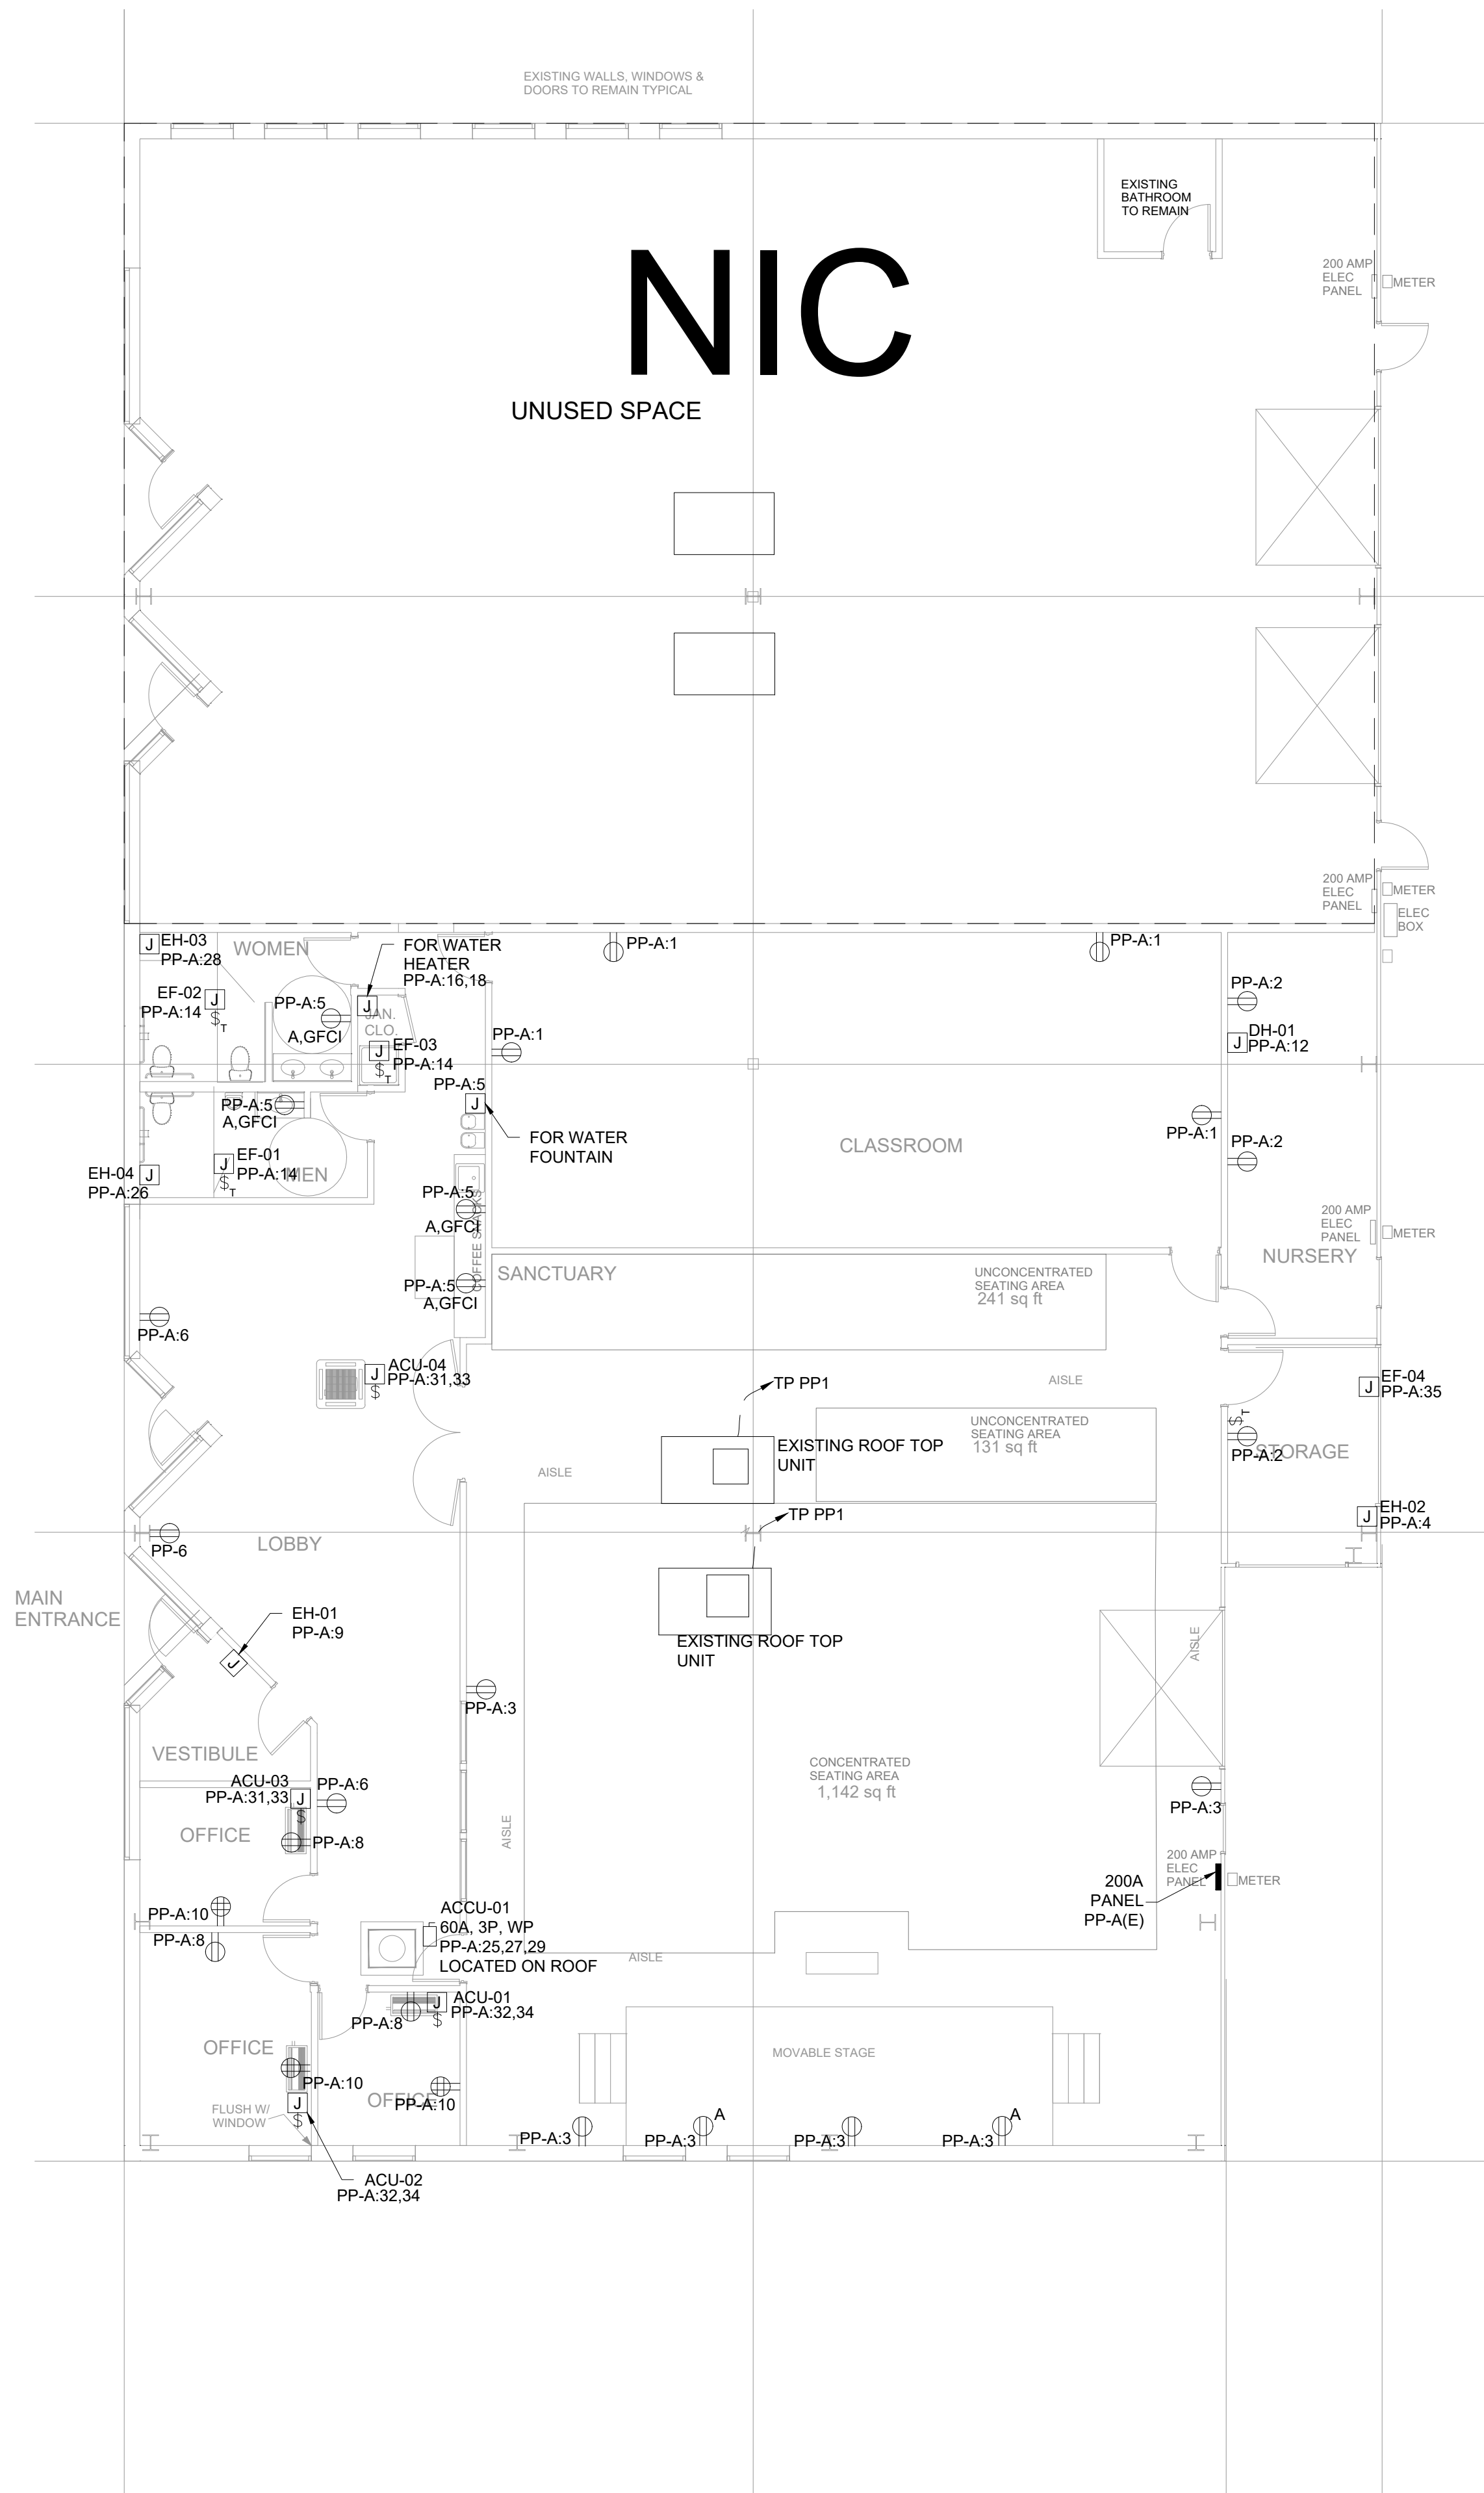 EXISTING WALLS, WINDOWS &
DOORS TO REMAIN TYPICAL
EXISTING
BATHROOM
TO REMAIN
NIC
UNUSED SPACE
200 AMP
ELEC
PANEL
METER
200 AMP
ELEC
PANEL
METER
ELEC
BOX
J
EH-03
PP-A:28
WOMEN
FOR WATER
HEATER
PP-A:16,18
PP-A:1
PP-A:1
EF-02
PP-A:14
J
$T
PP-A:5
A,GFCI
J
JAN.
CLO.
PP-A:2
J
EF-03
PP-A:14
$T
PP-A:1
DH-01
J
PP-A:12
PP-A:5
J
PP-A:5
A,GFCI
FOR WATER
FOUNTAIN
CLASSROOM
PP-A:1
PP-A:2
EF-01
J
PP-A:14
$T
MEN
EH-04
J
PP-A:26
PP-A:5
A,GFCI
COFFEE SNACKS
PP-A:5
A,GFCI
200 AMP
ELEC
PANEL
METER
NURSERY
SANCTUARY
UNCONCENTRATED
SEATING AREA
241 sq ft
PP-A:6
J
ACU-04
PP-A:31,33
$
TP PP1
AISLE
J
EF-04
PP-A:35
UNCONCENTRATED
SEATING AREA
131 sq ft
$T
PP-A:2
STORAGE
EXISTING ROOF TOP
UNIT
AISLE
TP PP1
J
EH-02
PP-A:4
PP-6
LOBBY
MAIN
ENTRANCE
EH-01
PP-A:9
J
EXISTING ROOF TOP
UNIT
AISLE
PP-A:3
VESTIBULE
CONCENTRATED
SEATING AREA
1,142 sq ft
ACU-03
PP-A:31,33
J
$
PP-A:6
PP-A:3
OFFICE
PP-A:8
AISLE
200 AMP
ELEC
PANEL
METER
200A
PANEL
PP-A(E)
PP-A:10
PP-A:8
ACCU-01
60A, 3P, WP
PP-A:25,27,29
LOCATED ON ROOF
AISLE
J
ACU-01
PP-A:32,34
$
PP-A:8
OFFICE
MOVABLE STAGE
PP-A:10
J
$
OFFICE
PP-A:10
FLUSH W/
WINDOW
PP-A:3
A
PP-A:3
PP-A:3
A
PP-A:3
ACU-02
PP-A:32,34